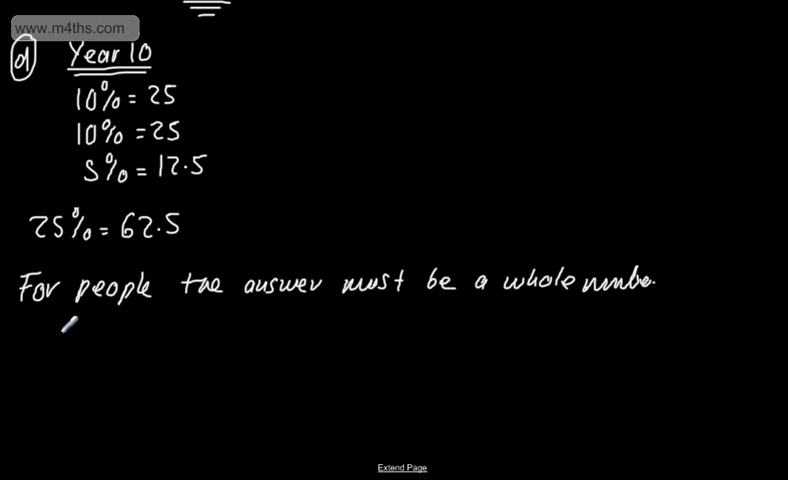 www.m4ths.com
d) Year 10
10% = 25
10% = 25
5% = 12.5
25% = 62.5
For people the answer must be a whole number.
Extend Page